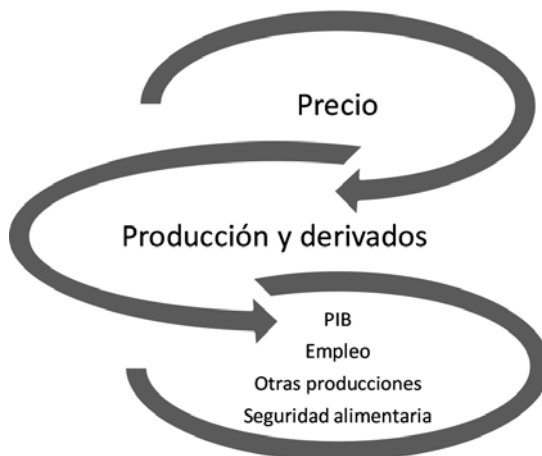 Precio
Producción y derivados
PIB
Empleo
Otras producciones
Seguridad alimentaria